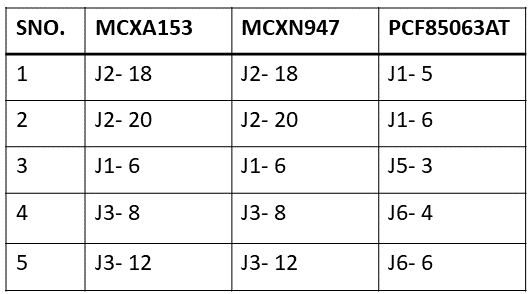 SNO. MCXA153 MCXN947 PCF85063AT
1 J2- 18 J2- 18 J1- 5
2 J2- 20 J2- 20 J1- 6
3 J1- 6 J1- 6 J5- 3
4 J3- 8 J3- 8 J6- 4
5 J3- 12 J3- 12 J6- 6